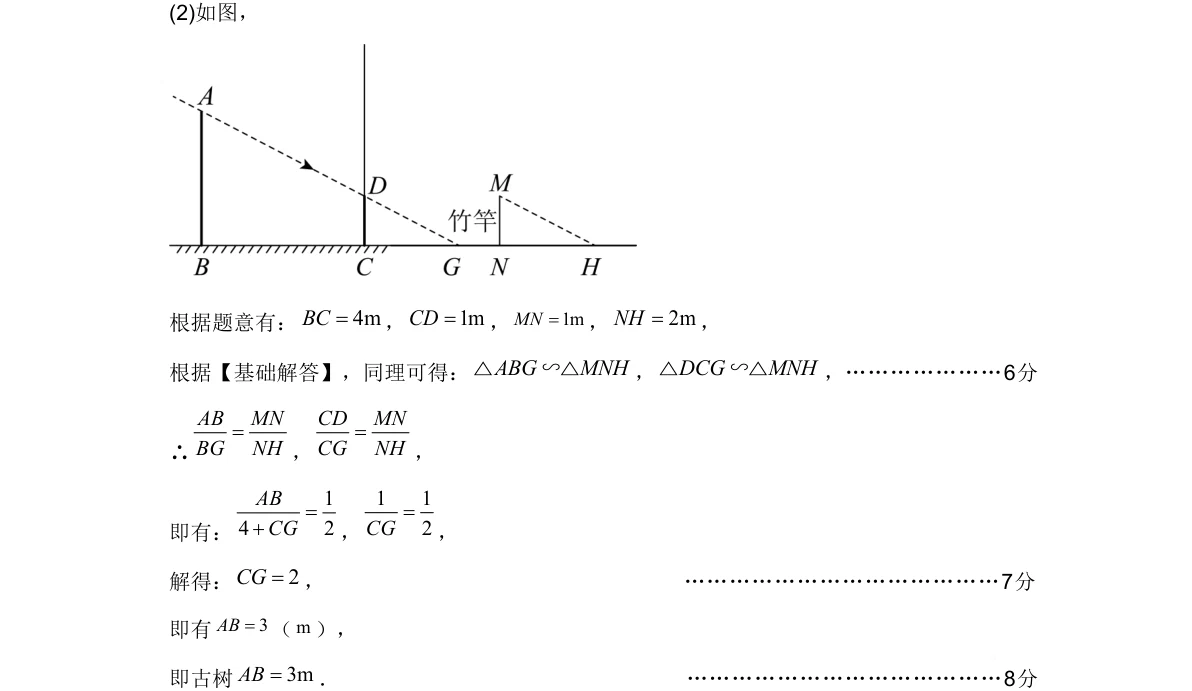 (2)如图，
A
D
M
竹竿
B C G N H
根据题意有：BC = 4m，CD = 1m，MN = 1m，NH = 2m，
根据【基础解答】，同理可得：△ABG∽△MNH，△DCG∽△MNH，…………………6分
∴ AB/BG = MN/NH，CD/CG = MN/NH，
即有：AB/(4+CG) = 1/2，1/CG = 1/2，
解得：CG = 2，……………………………………7分
即有 AB = 3（m），
即古树 AB = 3m．……………………………………8分